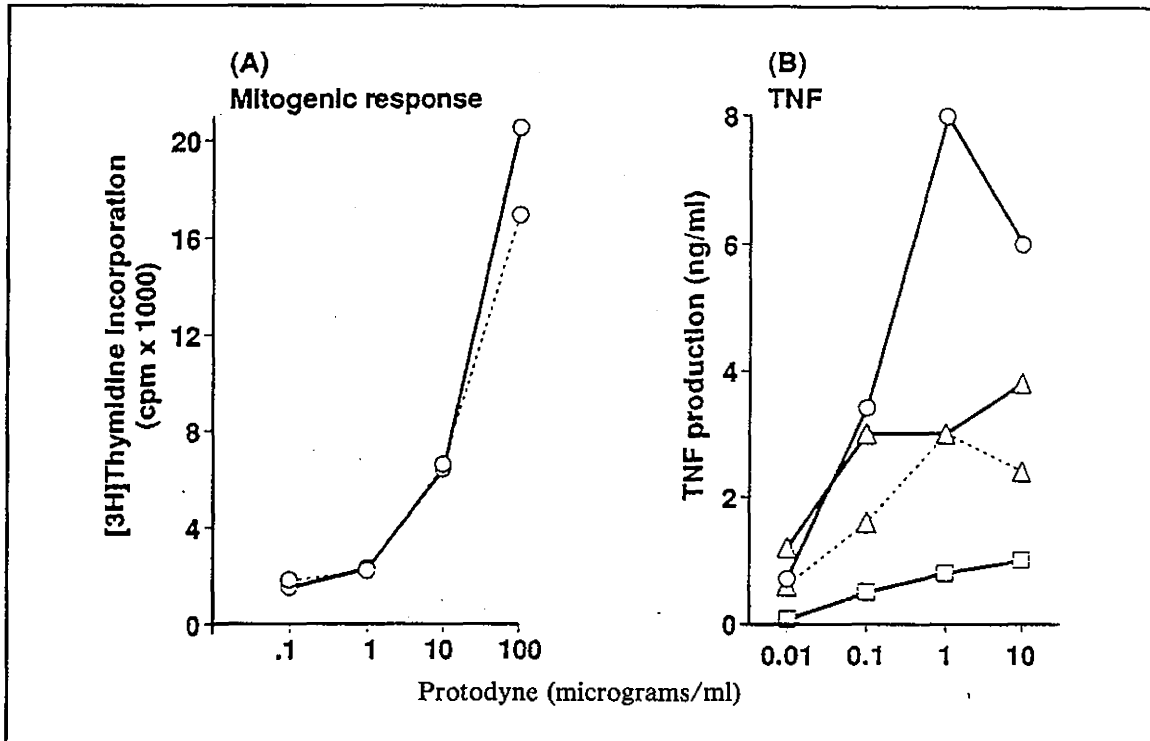 (A)
Mitogenic response
[3H]Thymidine Incorporation
(cpm x 1000)
20
16
12
8
4
0
.1 1 10 100
(B)
TNF
TNF production (ng/ml)
8
6
4
2
0
0.01 0.1 1 10
Protodyne (micrograms/ml)